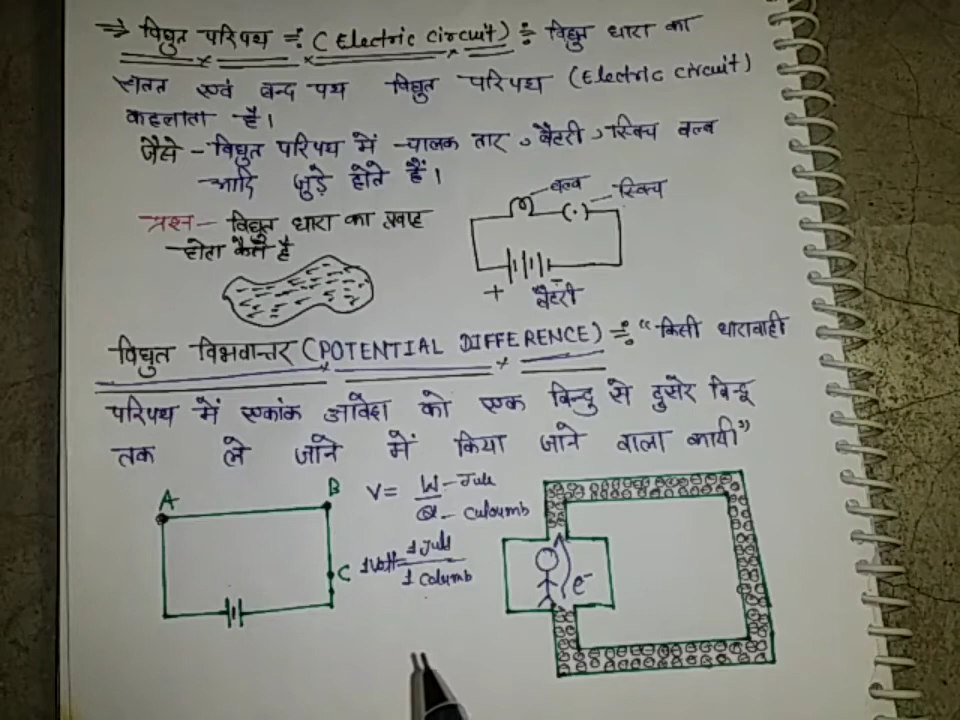 ⇒ विद्युत परिपथ ÷ (Electric circuit) ÷ विद्युत धारा का
सतत एवं बन्द पथ विद्युत परिपथ (Electric circuit)
कहलाता है।
जैसे - विद्युत परिपथ में चालक तार, बैटरी, स्विच बल्ब
आदि जुड़े होते हैं।
बल्ब स्विच
प्रश्न - विद्युत धारा का प्रवाह
होता कैसे है
+ - बैटरी
विद्युत विभवान्तर (POTENTIAL DIFFERENCE) ÷ "किसी धारावाही
परिपथ में एकांक आवेश को एक बिन्दु से दुसरे बिन्दू
तक ले जाने में किया जाने वाला कार्य"
A B C
V = W - Jule
Q - Culoumb
1 Volt = 1 Jule
1 Columb
e-